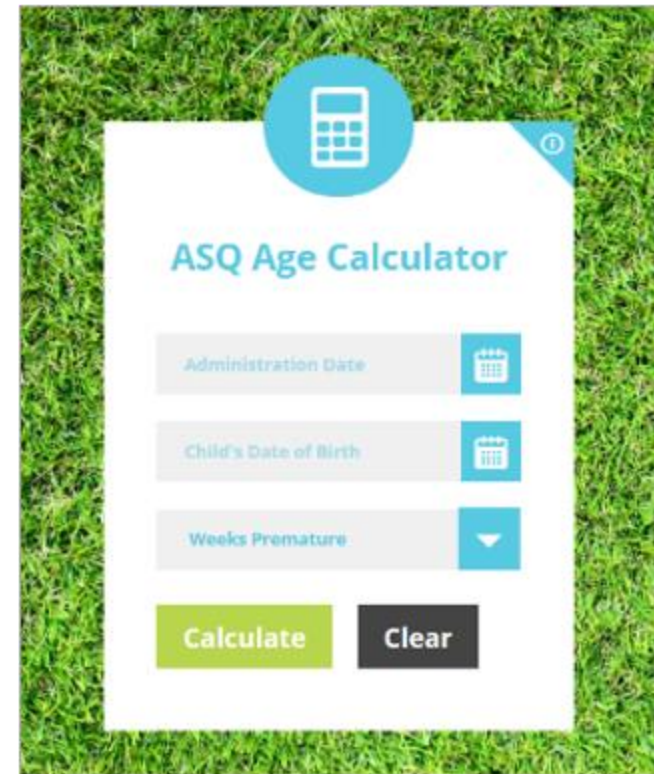 ASQ Age Calculator
Administration Date
Child's Date of Birth
Weeks Premature
Calculate
Clear